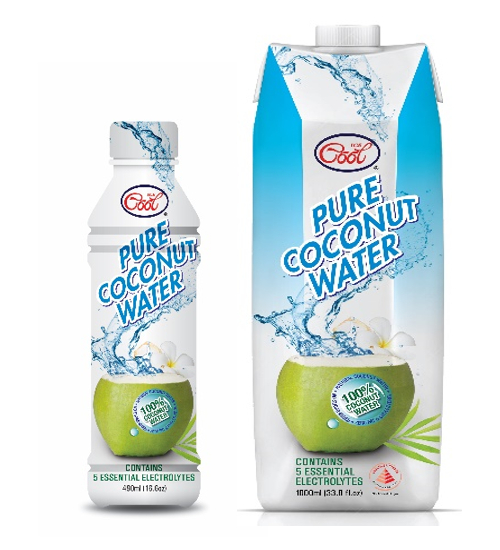 Cool
PURE
COCONUT
WATER
100%
COCONUT
WATER
CONTAINS
5 ESSENTIAL ELECTROLYTES
490ml (16.6oz)
Cool
PURE
COCONUT
WATER
100%
COCONUT
WATER
CONTAINS
5 ESSENTIAL
ELECTROLYTES
1000ml (33.8 fl.oz)